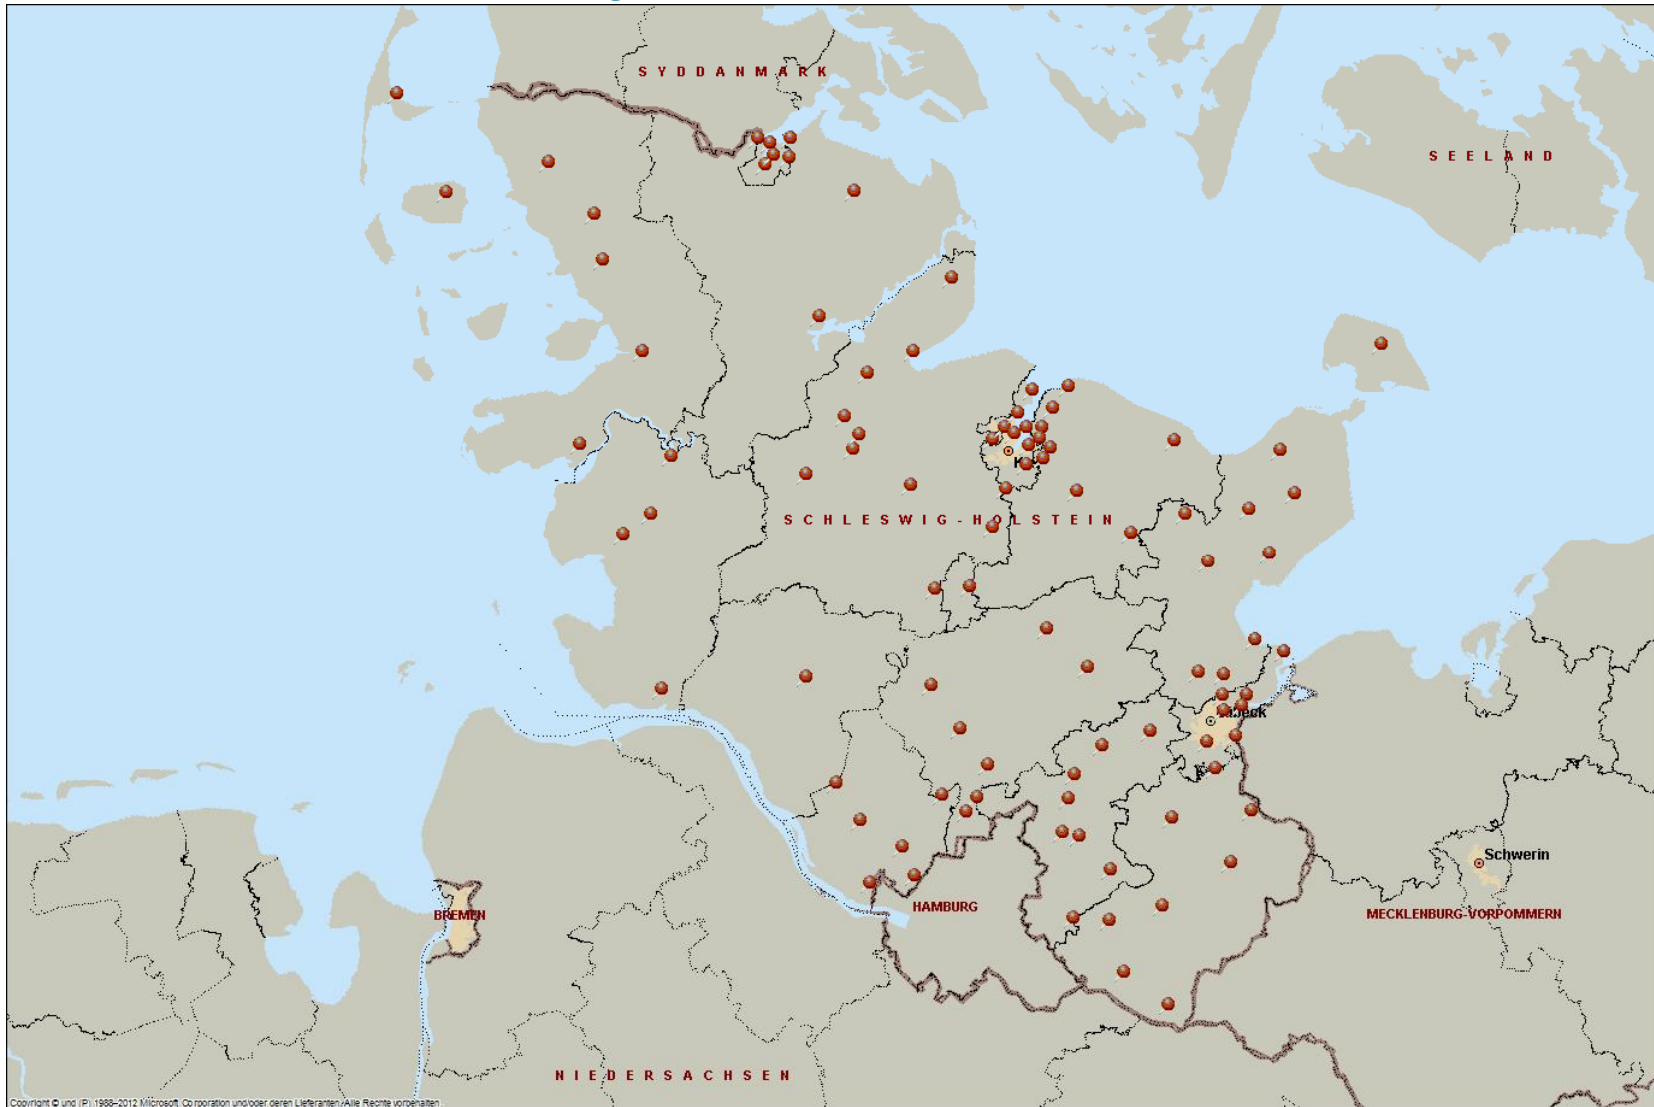 SYDDANMARK
SEELAND
SCHLESWIG-HOLSTEIN
Schwerin
HAMBURG
BREMEN
MECKLENBURG-VORPOMMERN
NIEDERSACHSEN
Copyright © und (P) 1988–2012 Microsoft Corporation und/oder deren Lieferanten. Alle Rechte vorbehalten.